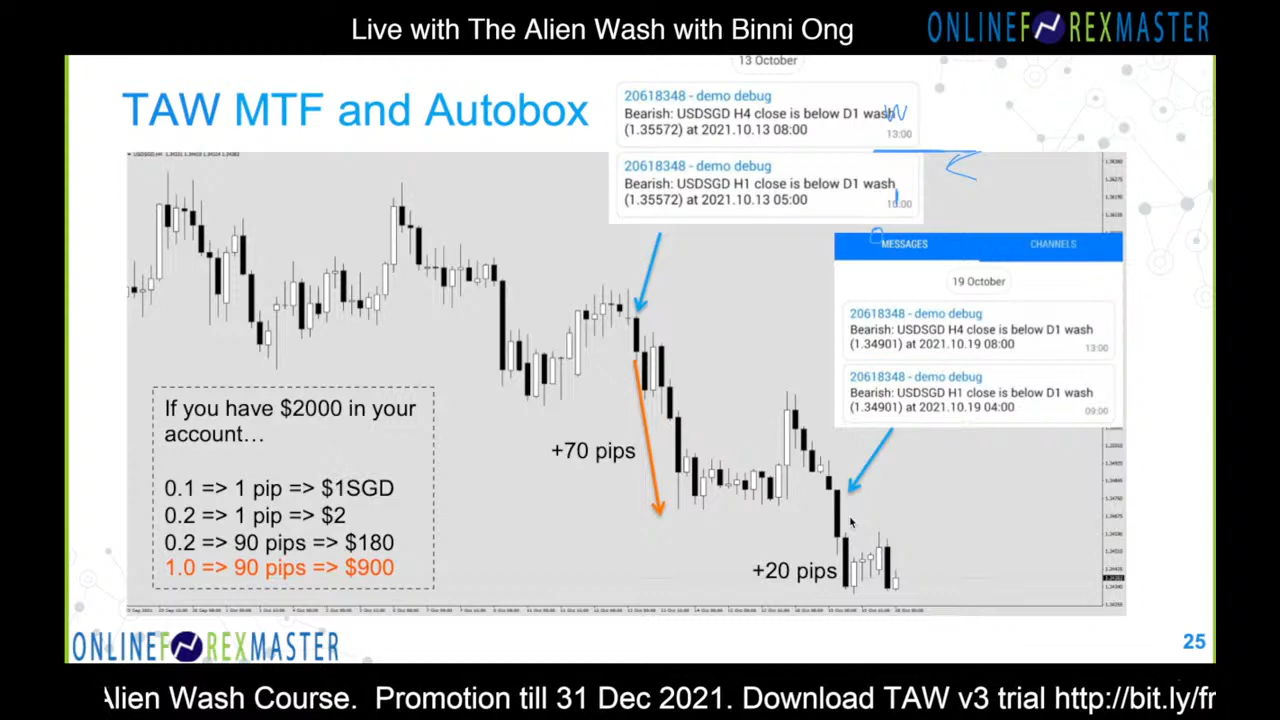 Live with The Alien Wash with Binni Ong
ONLINEFOREXMASTER
TAW MTF and Autobox
13 October
20618348 - demo debug
Bearish: USDSGD H4 close is below D1 wash
(1.35572) at 2021.10.13 08:00
13:00
20618348 - demo debug
Bearish: USDSGD H1 close is below D1 wash
(1.35572) at 2021.10.13 05:00
10:00
MESSAGES
CHANNELS
19 October
20618348 - demo debug
Bearish: USDSGD H4 close is below D1 wash
(1.34901) at 2021.10.19 08:00
13:00
20618348 - demo debug
Bearish: USDSGD H1 close is below D1 wash
(1.34901) at 2021.10.19 04:00
09:00
If you have $2000 in your
account…
0.1 => 1 pip => $1SGD
0.2 => 1 pip => $2
0.2 => 90 pips => $180
1.0 => 90 pips => $900
+70 pips
+20 pips
ONLINEFOREXMASTER
25
Alien Wash Course. Promotion till 31 Dec 2021. Download TAW v3 trial http://bit.ly/fr